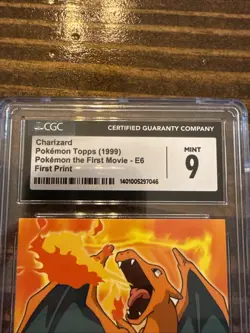 CGC
CERTIFIED GUARANTY COMPANY
Charizard
Pokémon Topps (1999)
Pokémon the First Movie - E6
First Print
MINT
9
1401005297046